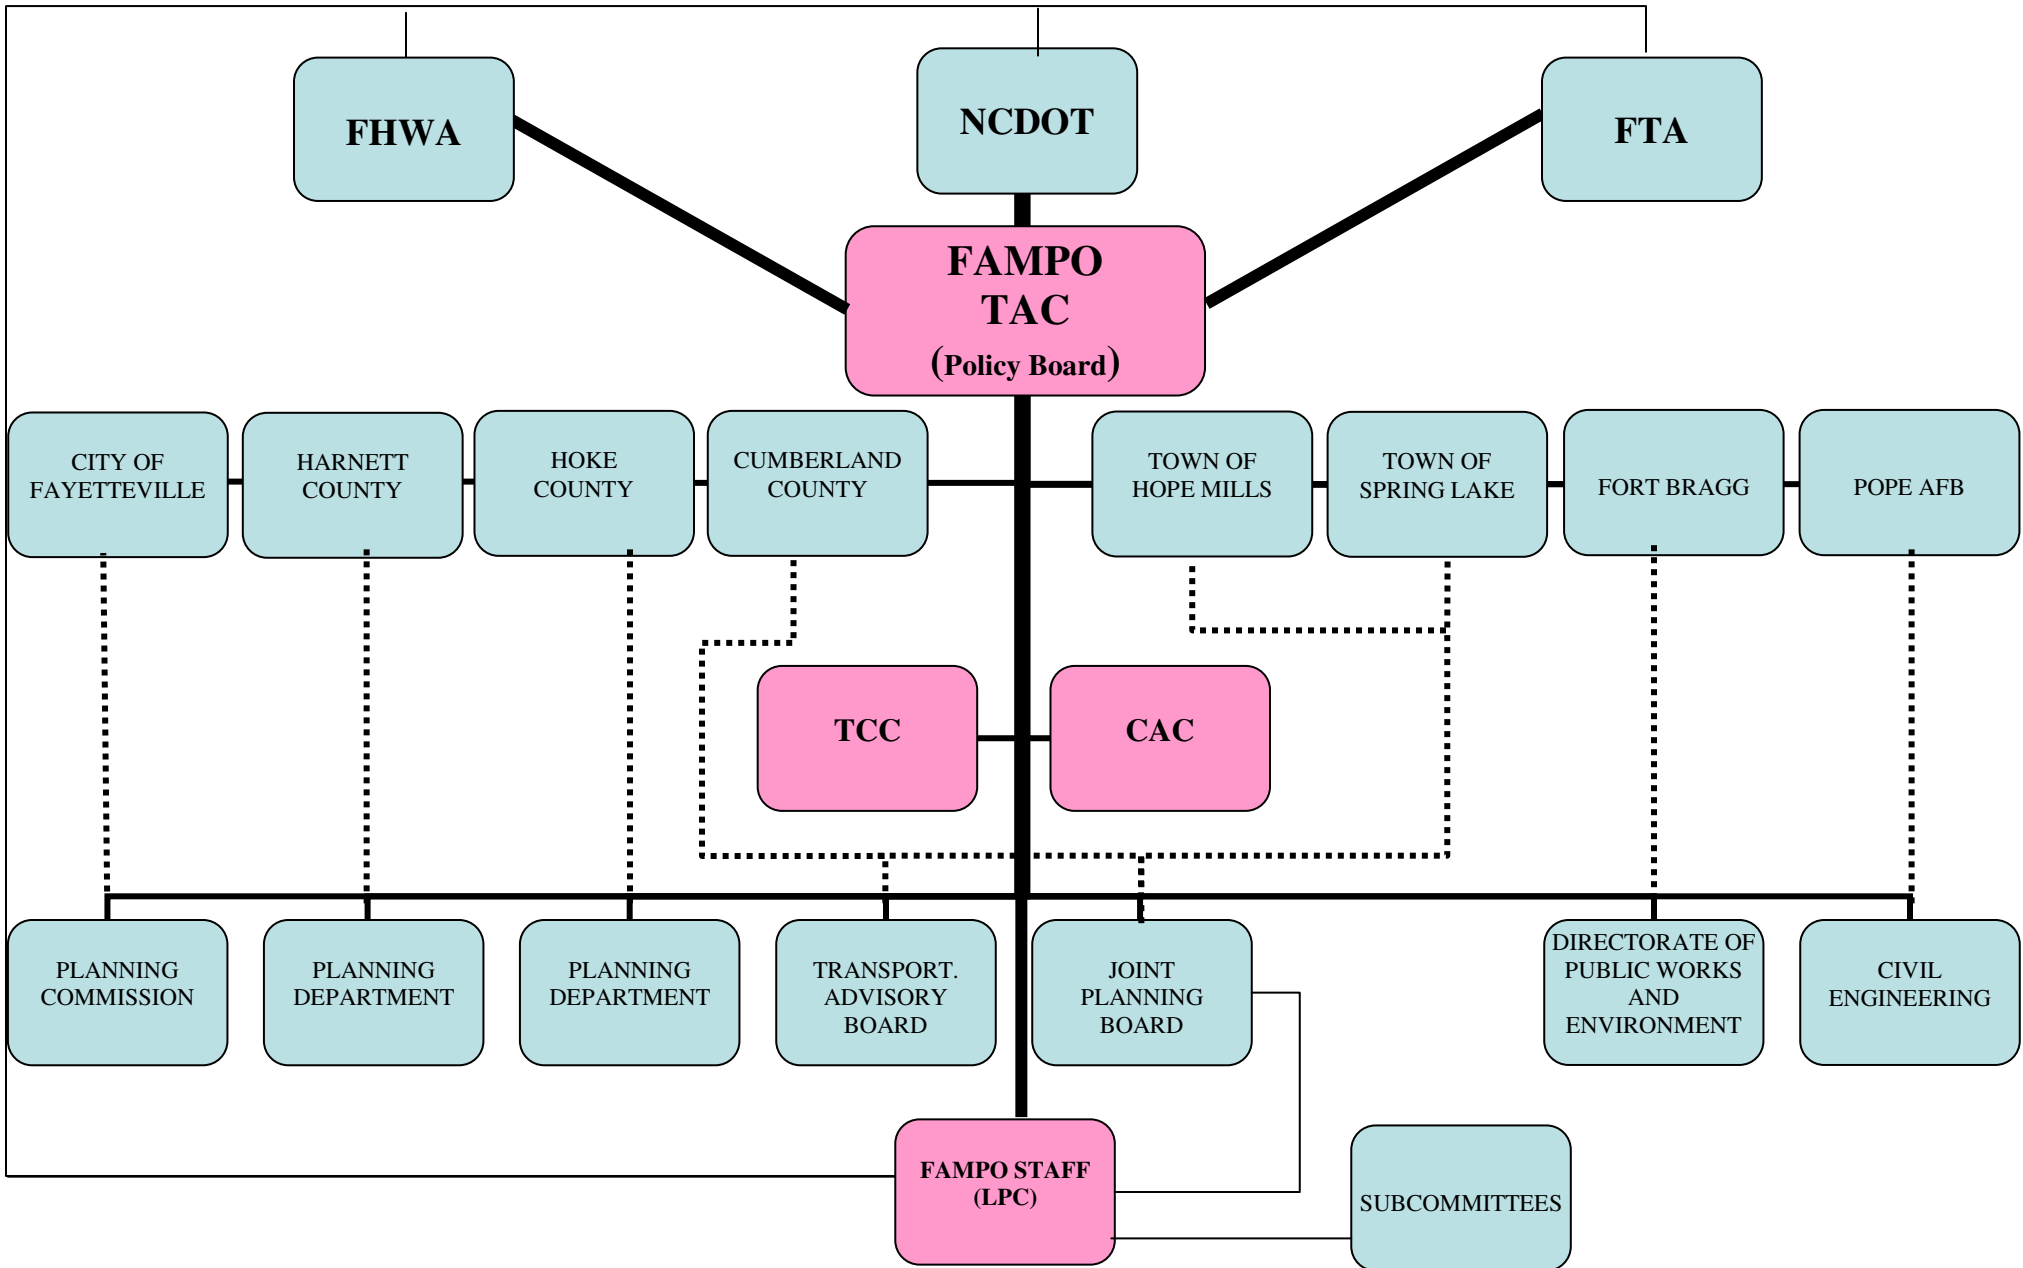 FHWA
NCDOT
FTA
FAMPO
TAC
(Policy Board)
CITY OF
FAYETTEVILLE
HARNETT
COUNTY
HOKE
COUNTY
CUMBERLAND
COUNTY
TOWN OF
HOPE MILLS
TOWN OF
SPRING LAKE
FORT BRAGG
POPE AFB
TCC
CAC
PLANNING
COMMISSION
PLANNING
DEPARTMENT
PLANNING
DEPARTMENT
TRANSPORT.
ADVISORY
BOARD
JOINT
PLANNING
BOARD
DIRECTORATE OF
PUBLIC WORKS
AND
ENVIRONMENT
CIVIL
ENGINEERING
FAMPO STAFF
(LPC)
SUBCOMMITTEES